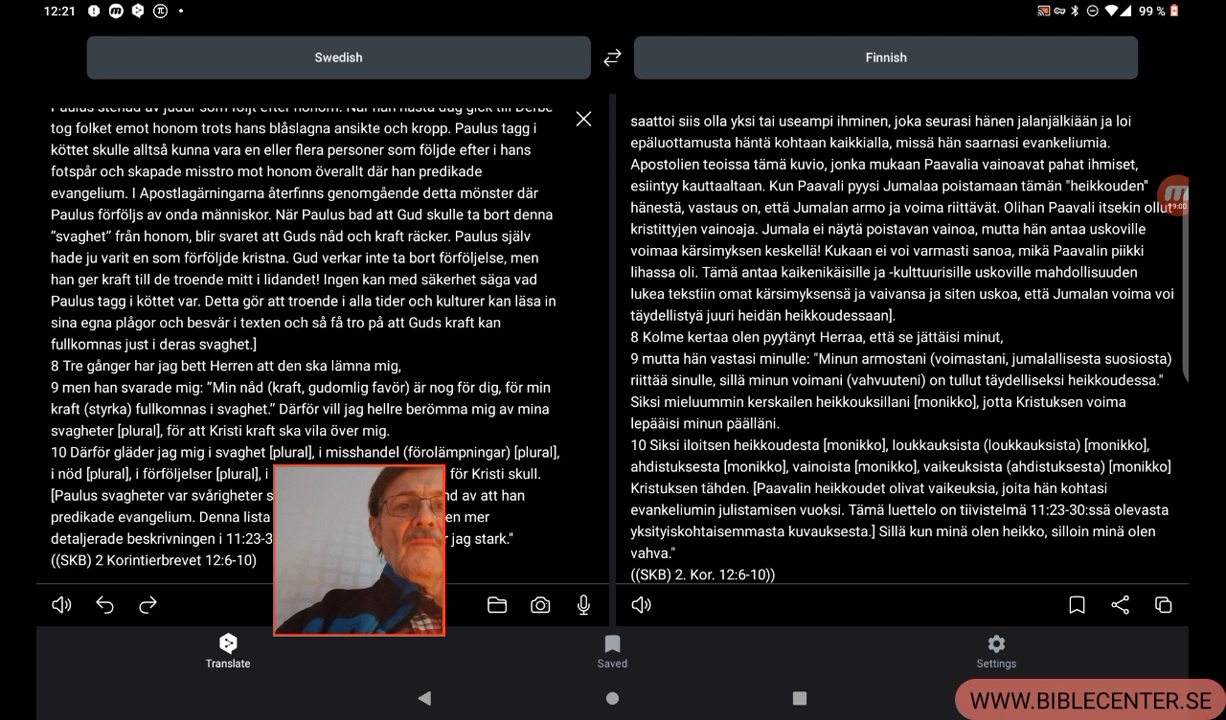 12:21
99 %
Swedish
Finnish
tog folket emot honom trots hans blåslagna ansikte och kropp. Paulus tagg i
köttet skulle alltså kunna vara en eller flera personer som följde efter i hans
fotspår och skapade misstro mot honom överallt där han predikade
evangelium. I Apostlagärningarna återfinns genomgående detta mönster där
Paulus förföljs av onda människor. När Paulus bad att Gud skulle ta bort denna
”svaghet” från honom, blir svaret att Guds nåd och kraft räcker. Paulus själv
hade ju varit en som förföljde kristna. Gud verkar inte ta bort förföljelse, men
han ger kraft till de troende mitt i lidandet! Ingen kan med säkerhet säga vad
Paulus tagg i köttet var. Detta gör att troende i alla tider och kulturer kan läsa in
sina egna plågor och besvär i texten och så få tro på att Guds kraft kan
fullkomnas just i deras svaghet.]
8 Tre gånger har jag bett Herren att den ska lämna mig,
9 men han svarade mig: ”Min nåd (kraft, gudomlig favör) är nog för dig, för min
kraft (styrka) fullkomnas i svaghet.” Därför vill jag hellre berömma mig av mina
svagheter [plural], för att Kristi kraft ska vila över mig.
10 Därför gläder jag mig i svaghet [plural], i misshandel (förolämpningar) [plural],
i nöd [plural], i förföljelser [plural], i för Kristi skull.
[Paulus svagheter var svårigheter av att han
predikade evangelium. Denna lista mer
detaljerade beskrivningen i 11:23-3 jag stark."
((SKB) 2 Korintierbrevet 12:6-10)
saattoi siis olla yksi tai useampi ihminen, joka seurasi hänen jalanjälkiään ja loi
epäluottamusta häntä kohtaan kaikkialla, missä hän saarnasi evankeliumia.
Apostolien teoissa tämä kuvio, jonka mukaan Paavalia vainoavat pahat ihmiset,
esiintyy kauttaaltaan. Kun Paavali pyysi Jumalaa poistamaan tämän "heikkouden"
hänestä, vastaus on, että Jumalan armo ja voima riittävät. Olihan Paavali itsekin ollut
kristittyjen vainoaja. Jumala ei näytä poistavan vainoa, mutta hän antaa uskoville
voimaa kärsimyksen keskellä! Kukaan ei voi varmasti sanoa, mikä Paavalin piikki
lihassa oli. Tämä antaa kaikenikäisille ja -kulttuurisille uskoville mahdollisuuden
lukea tekstiin omat kärsimyksensä ja vaivansa ja siten uskoa, että Jumalan voima voi
täydellistyä juuri heidän heikkoudessaan].
8 Kolme kertaa olen pyytänyt Herraa, että se jättäisi minut,
9 mutta hän vastasi minulle: "Minun armostani (voimastani, jumalallisesta suosiosta)
riittää sinulle, sillä minun voimani (vahvuuteni) on tullut täydelliseksi heikkoudessa."
Siksi mieluummin kerskailen heikkouksillani [monikko], jotta Kristuksen voima
lepääisi minun päälläni.
10 Siksi iloitsen heikkoudesta [monikko], loukkauksista (loukkauksista) [monikko],
ahdistuksesta [monikko], vainoista [monikko], vaikeuksista (ahdistuksesta) [monikko]
Kristuksen tähden. [Paavalin heikkoudet olivat vaikeuksia, joita hän kohtasi
evankeliumin julistamisen vuoksi. Tämä luettelo on tiivistelmä 11:23-30:ssä olevasta
yksityiskohtaisemmasta kuvauksesta.] Sillä kun minä olen heikko, silloin minä olen
vahva."
((SKB) 2. Kor. 12:6-10))
19:00
Translate
Saved
Settings
WWW.BIBLECENTER.SE